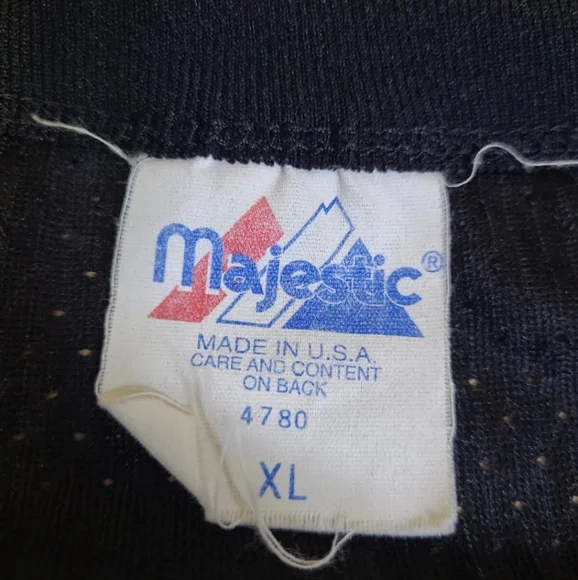 Majestic®
MADE IN U.S.A.
CARE AND CONTENT
ON BACK
4780
XL